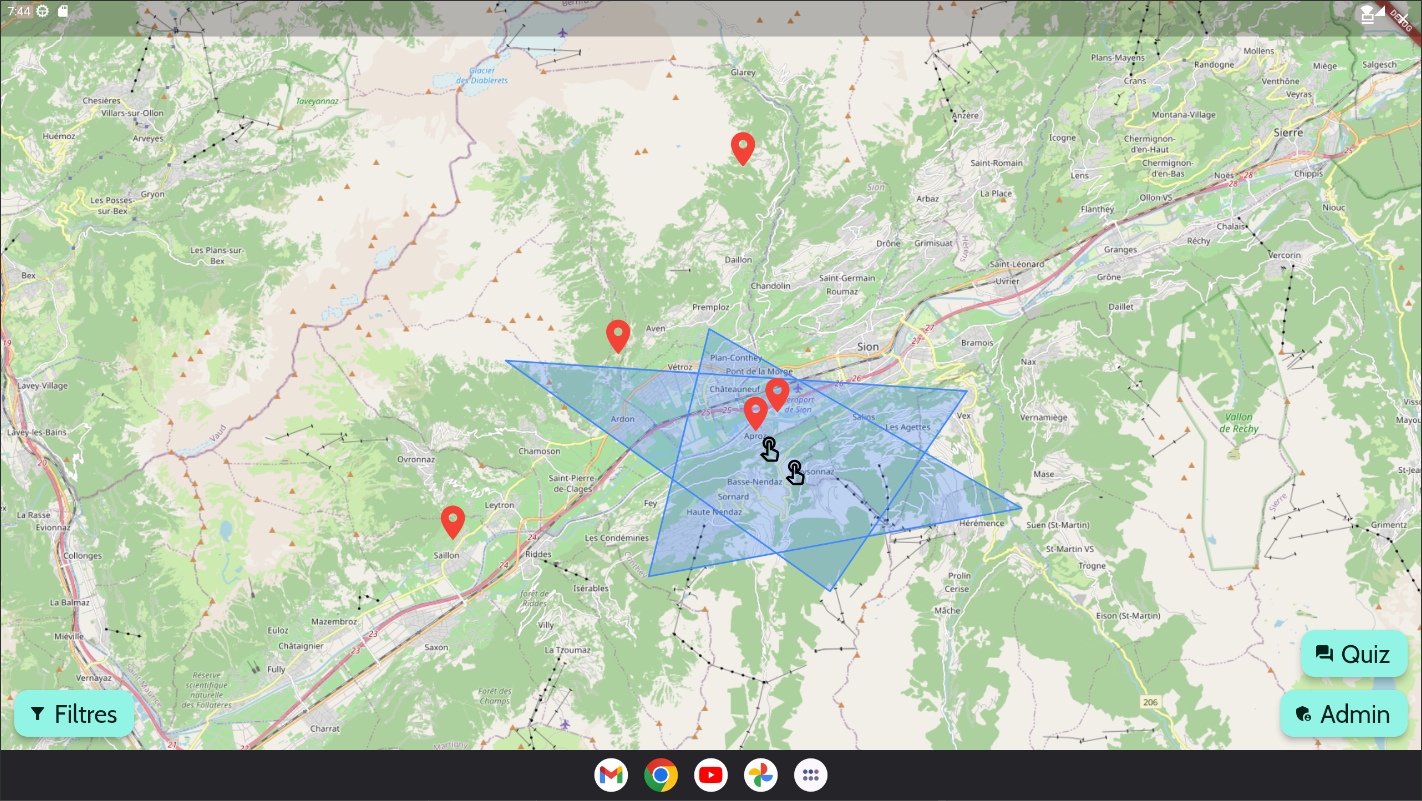 7:44
DEBUG
Glacier
des Diablerets
Glarey
Plans-Mayens
Mollens
Randogne
Miège
Salgesch
Crans
Venthône
Veyras
Chesières
Villars-sur-Ollon
Taveyannaz
Huémoz
Arveyes
Anzère
Montana-Village
Sierre
Icogne
Chermignon-
d'en-Haut
Chermignon-
d'en-Bas
Noës
Chippis
Saint-Romain
La Place
Lens
Gryon
Les Posses-
sur-Bex
Sion
Arbaz
Ollon-VS
Flanthey
Niouc
Chalais
Les Plans-sur-
Bex
Drône
Grimisuat
Granges
Réchy
Vercorin
Bex
Daillon
Saint-Léonard
Uvrier
Grône
Chandolin
Saint-Germain
Roumaz
Premploz
Daillet
Aven
Sion
Bramois
Nax
Plan-Conthey
Pont de la Morge
Vétroz
Châteauneuf
Aéroport
de Sion
Lavey-Village
Ardon
Salins
Les Agettes
Vex
Vernamiège
Vallon
de Réchy
Lavey-les-Bains
Vaud
Aproz
Chamoson
Ovronnaz
Mase
Basse-Nendaz
Saint-Pierre-
de-Clages
Sornard
Haute Nendaz
Fey
Leytron
La Rasse
Evionnaz
Hérémence
Suen (St-Martin)
Sierre
Grimentz
Les Condémines
St-Martin VS
Trogne
Collonges
Saillon
Riddes
Isérables
Prolin
Cerise
La Balmaz
forêt de
Riddes
Mâche
Eison (St-Martin)
Mazembroz
Villy
Miéville
Euloz
Châtaignier
Saxon
La Tzoumaz
Fully
Vernayaz
Réserve
scientifique
naturelle
des Follatères
Forêt des
Champs
Charrat
Martigny
206
Quiz
Filtres
Admin